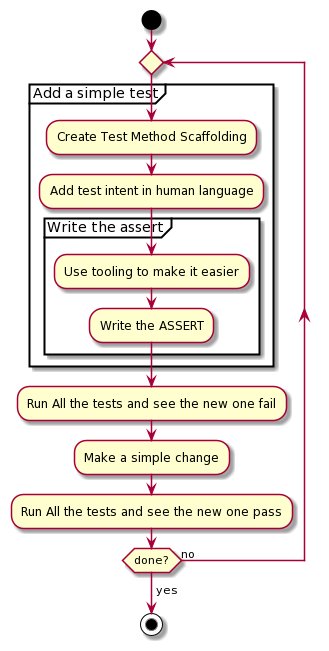 Add a simple test
Create Test Method Scaffolding
Add test intent in human language
Write the assert
Use tooling to make it easier
Write the ASSERT
Run All the tests and see the new one fail
Make a simple change
Run All the tests and see the new one pass
done?
no
yes